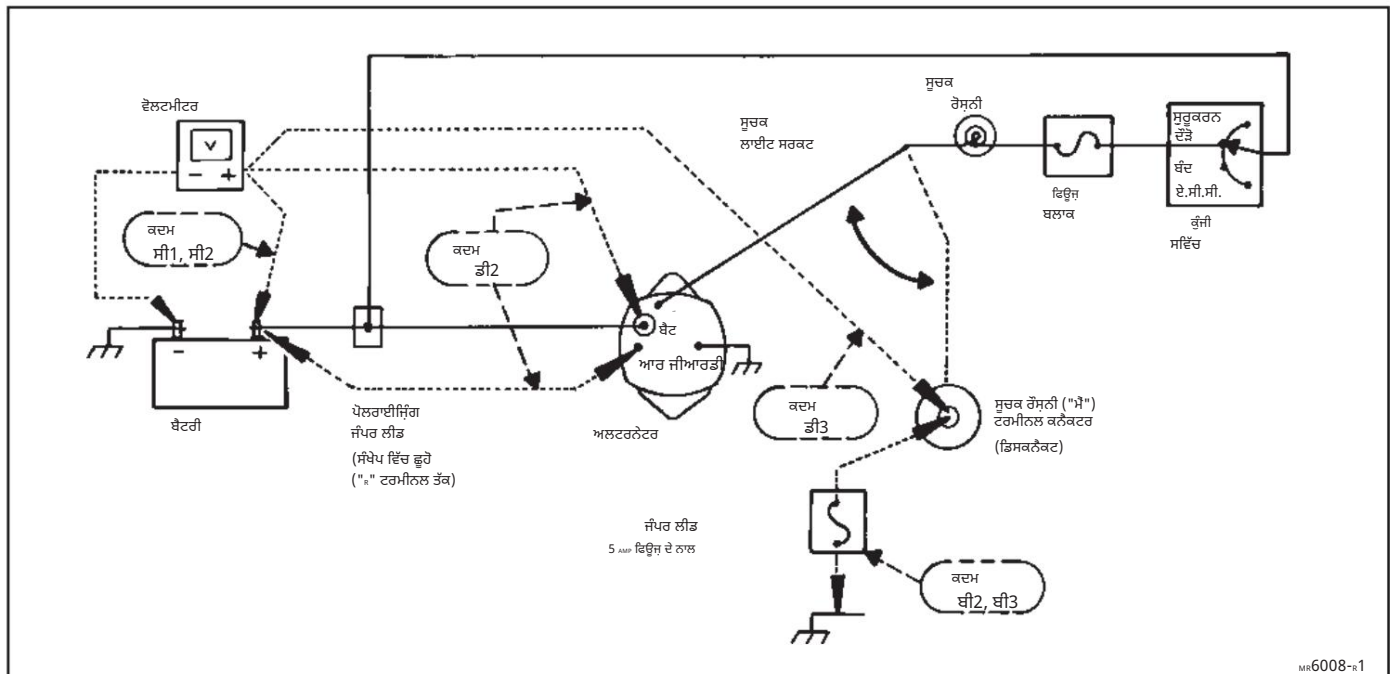 ਵੋਲਟਮੀਟਰ
V
- +
ਕਦਮ
ਸੀ1, ਸੀ2
ਕਦਮ
ਡੀ2
ਸੂਚਕ
ਲਾਈਟ ਸਰਕਟ
ਸੂਚਕ
ਰੋਸ਼ਨੀ
ਫਿਊਜ਼
ਬਲਾਕ
ਸ਼ੁਰੂਕਰਨ
ਦੌੜੋ
ਬੰਦ
ਏ.ਸੀ.ਸੀ.
ਕੁੰਜੀ
ਸਵਿੱਚ
- +
ਬੈਟਰੀ
ਬੈਟ
ਆਰ ਜੀਆਰਡੀ
ਅਲਟਰਨੇਟਰ
ਪੋਲਰਾਈਜ਼ਿੰਗ
ਜੰਪਰ ਲੀਡ
(ਸੰਖੇਪ ਵਿੱਚ ਛੂਹੋ
("R" ਟਰਮੀਨਲ ਤੱਕ)
ਕਦਮ
ਡੀ3
ਸੂਚਕ ਰੌਸ਼ਨੀ ("ਮੈਂ")
ਟਰਮੀਨਲ ਕਨੈਕਟਰ
(ਡਿਸਕਨੈਕਟ)
ਜੰਪਰ ਲੀਡ
5 AMP ਫਿਊਜ਼ ਦੇ ਨਾਲ
ਕਦਮ
ਬੀ2, ਬੀ3
MR6008-R1